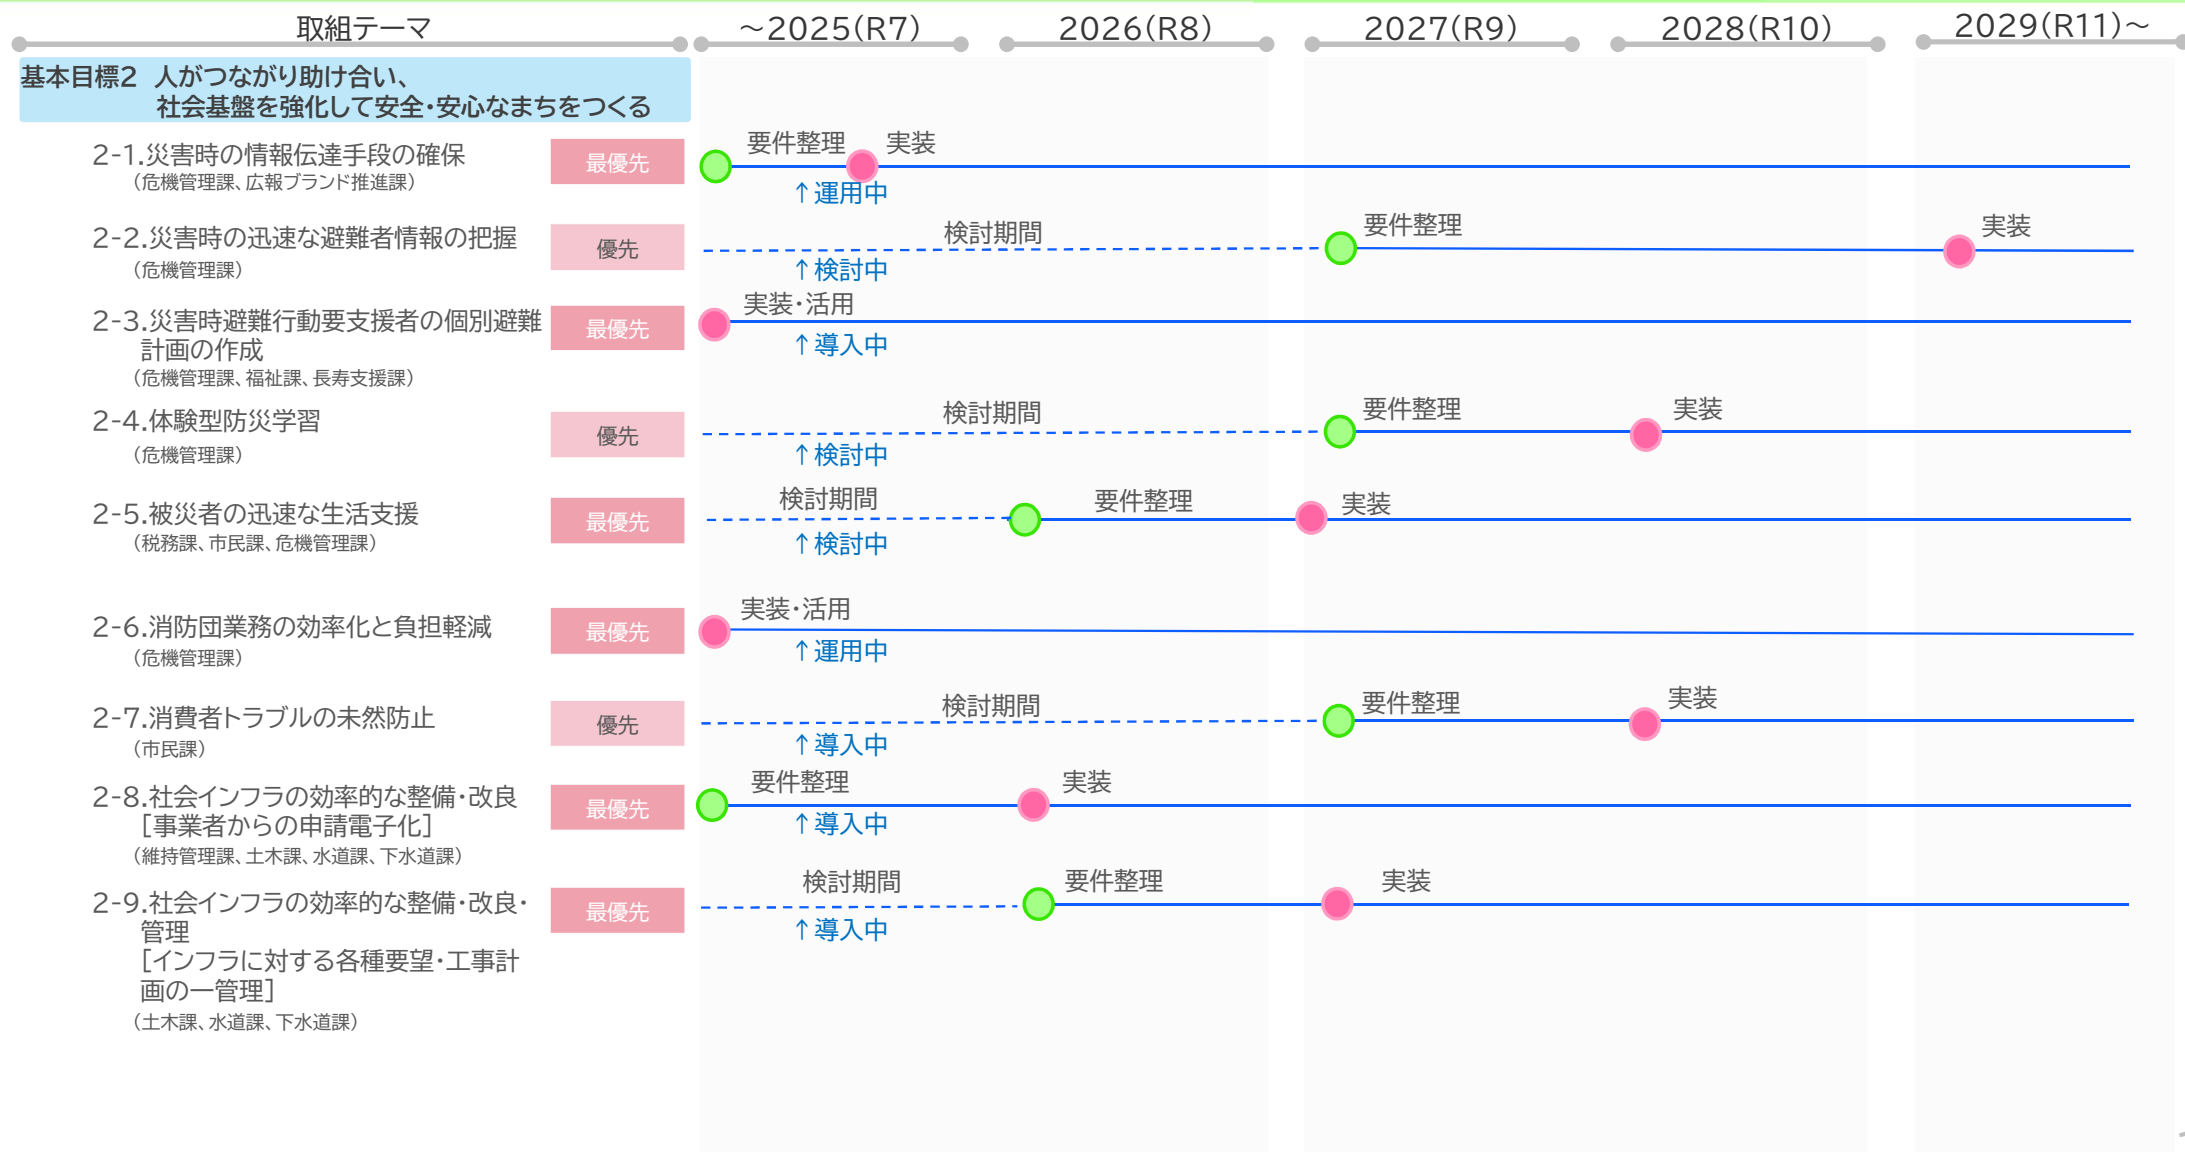 取組テーマ ～2025(R7) 2026(R8) 2027(R9) 2028(R10) 2029(R11)～
基本目標2 人がつながり助け合い、
社会基盤を強化して安全・安心なまちをつくる
2-1.災害時の情報伝達手段の確保 最優先 要件整理 実装
（危機管理課、広報ブランド推進課）
↑運用中
2-2.災害時の迅速な避難者情報の把握 優先 検討期間 要件整理 実装
（危機管理課）
↑検討中
2-3.災害時避難行動要支援者の個別避難 最優先 実装・活用
計画の作成
（危機管理課、福祉課、長寿支援課）
↑導入中
2-4.体験型防災学習 優先 検討期間 要件整理 実装
（危機管理課）
↑検討中
2-5.被災者の迅速な生活支援 最優先 検討期間 要件整理 実装
（税務課、市民課、危機管理課）
↑検討中
2-6.消防団業務の効率化と負担軽減 最優先 実装・活用
（危機管理課）
↑運用中
2-7.消費者トラブルの未然防止 優先 検討期間 要件整理 実装
（市民課）
↑導入中
2-8.社会インフラの効率的な整備・改良 最優先 要件整理 実装
［事業者からの申請電子化］
（維持管理課、土木課、水道課、下水道課）
↑導入中
2-9.社会インフラの効率的な整備・改良・ 最優先 検討期間 要件整理 実装
管理
［インフラに対する各種要望・工事計
画の一管理］
（土木課、水道課、下水道課）
↑導入中